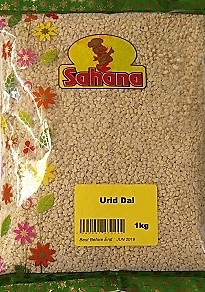 Sahana
Urid Dal
1kg
Best Before End : JUN 2019